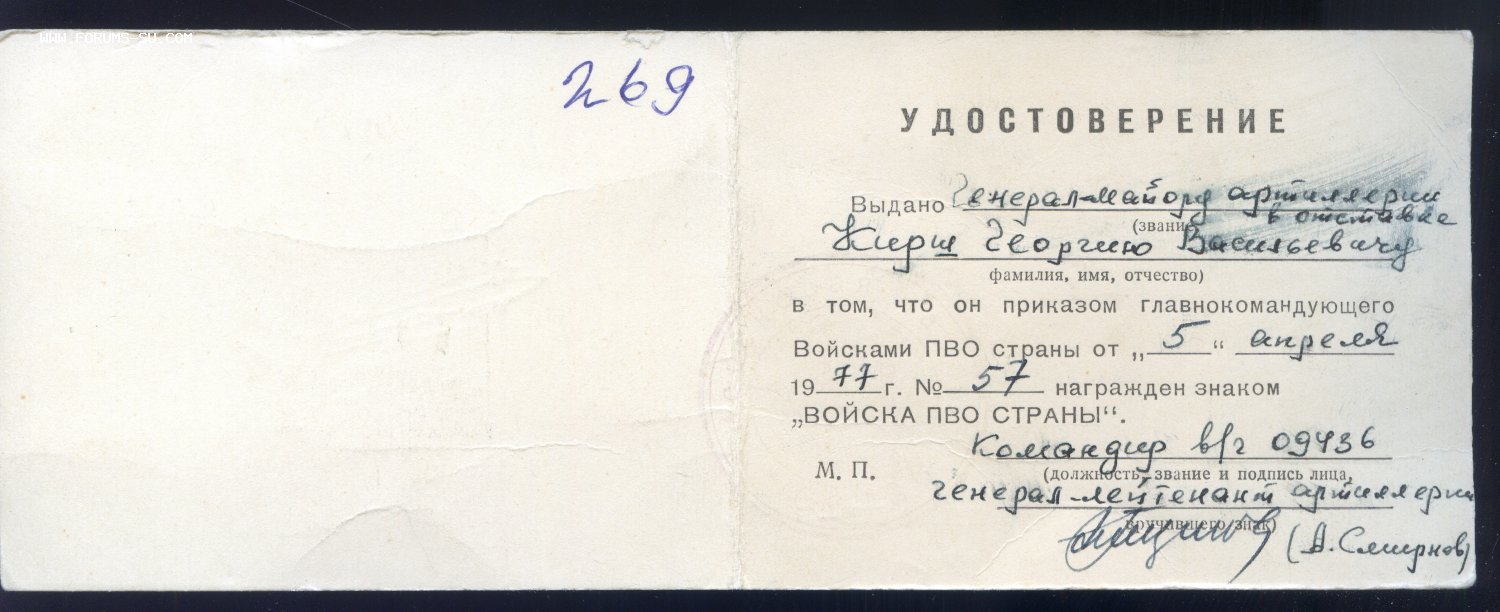 WWW.FORUMS-SU.COM
269
УДОСТОВЕРЕНИЕ
Выдано Генерал-майору артиллерии
в отставке
(звание)
Кирш Георгию Васильевичу
фамилия, имя, отчество)
в том, что он приказом главнокомандующего
Войсками ПВО страны от „5“ апреля
1977 г. № 57 награжден знаком
„ВОЙСКА ПВО СТРАНЫ“.
Командир в/ч 09436
М. П.
(должность, звание и подпись лица,
генерал-лейтенант артиллерии
вручавшего знак)
(А. Смирнов)